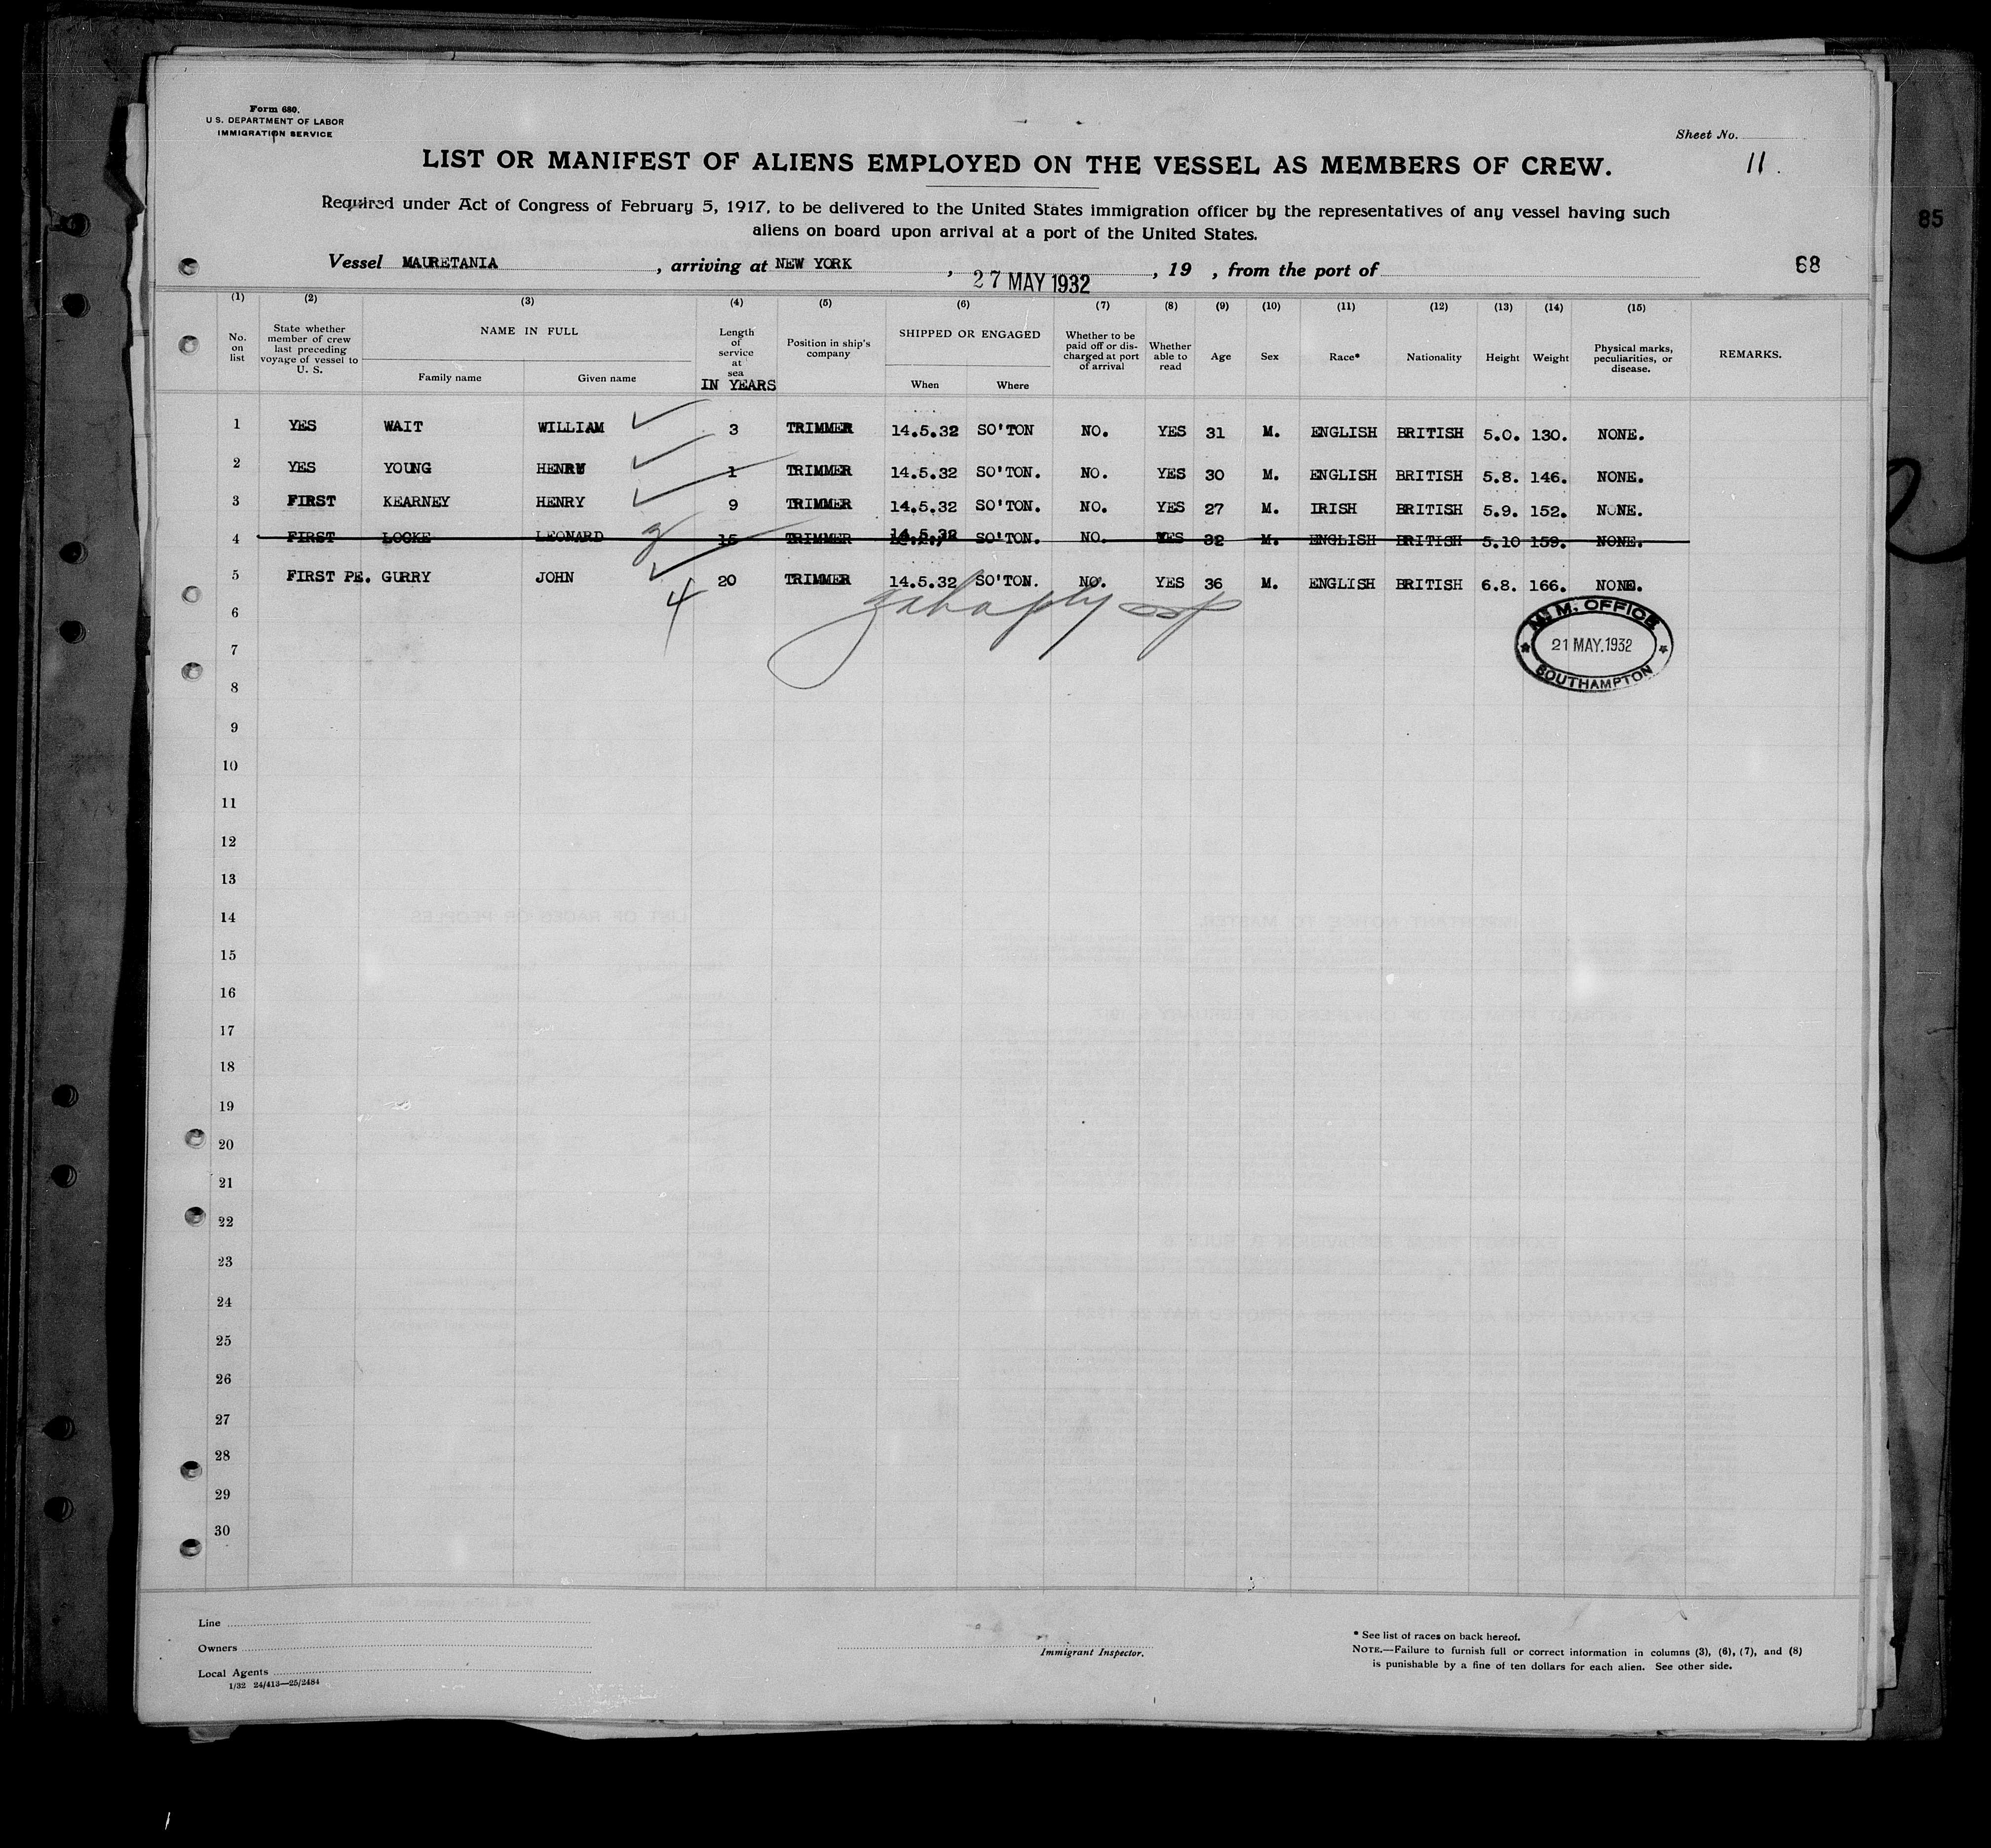 Form 680.
U. S. DEPARTMENT OF LABOR
IMMIGRATION SERVICE
Sheet No.
11.
LIST OR MANIFEST OF ALIENS EMPLOYED ON THE VESSEL AS MEMBERS OF CREW.
Required under Act of Congress of February 5, 1917, to be delivered to the United States immigration officer by the representatives of any vessel having such
aliens on board upon arrival at a port of the United States.
85
Vessel MAURETANIA, arriving at NEW YORK, 27 MAY 1932, 19 , from the port of
68
(1) (2) (3) (4) (5) (6) (7) (8) (9) (10) (11) (12) (13) (14) (15)
No. on list
State whether member of crew last preceding voyage of vessel to U. S.
NAME IN FULL
Family name Given name
Length of service at sea IN YEARS
Position in ship's company
SHIPPED OR ENGAGED
When Where
Whether to be paid off or discharged at port of arrival
Whether able to read
Age
Sex
Race*
Nationality
Height
Weight
Physical marks, peculiarities, or disease.
REMARKS.
1 YES WAIT WILLIAM 3 TRIMMER 14.5.32 SO'TON NO. YES 31 M. ENGLISH BRITISH 5.0. 130. NONE.
2 YES YOUNG HENRY 1 TRIMMER 14.5.32 SO'TON. NO. YES 30 M. ENGLISH BRITISH 5.8. 146. NONE.
3 FIRST KEARNEY HENRY 9 TRIMMER 14.5.32 SO'TON. NO. YES 27 M. IRISH BRITISH 5.9. 152. NONE.
4 FIRST LOCKE LEONARD 15 TRIMMER 14.5.32 SO'TON. NO. YES 32 M. ENGLISH BRITISH 5.10 159. NONE.
5 FIRST PE. GURRY JOHN 20 TRIMMER 14.5.32 SO'TON. NO. YES 36 M. ENGLISH BRITISH 6.8. 166. NONE.
4
6
7
8
9
10
11
12
13
14
15
16
17
18
19
20
21
22
23
24
25
26
27
28
29
30
M. M. OFFICE
21 MAY.1932
SOUTHAMPTON
Line
Owners
Local Agents
1/32 24/413—25/2484
Immigrant Inspector.
* See list of races on back hereof.
NOTE.—Failure to furnish full or correct information in columns (3), (6), (7), and (8)
is punishable by a fine of ten dollars for each alien. See other side.